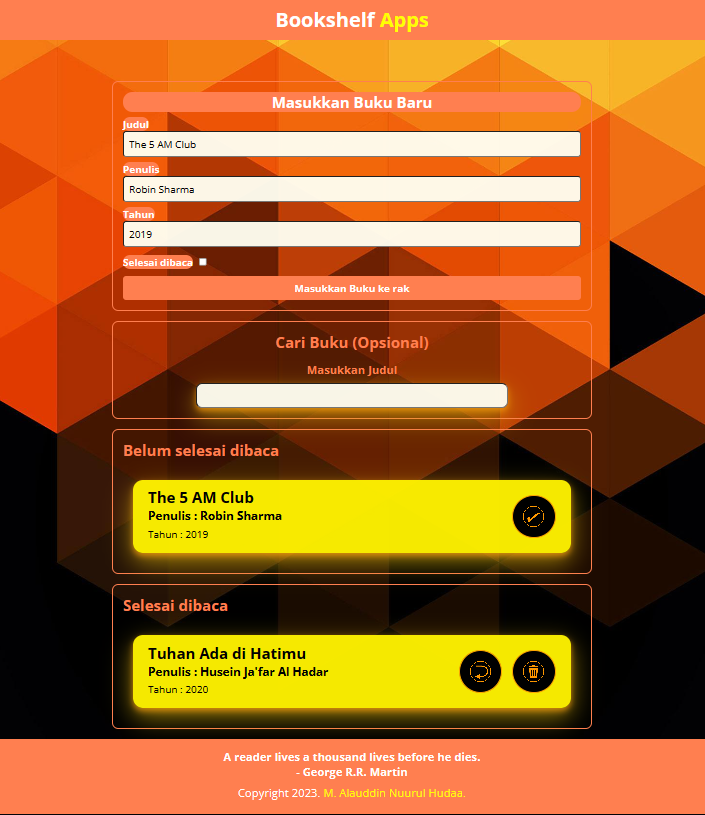 Bookshelf Apps
Masukkan Buku Baru
Judul
The 5 AM Club
Penulis
Robin Sharma
Tahun
2019
Selesai dibaca
Masukkan Buku ke rak
Cari Buku (Opsional)
Masukkan Judul
Belum selesai dibaca
The 5 AM Club
Penulis : Robin Sharma
Tahun : 2019
Selesai dibaca
Tuhan Ada di Hatimu
Penulis : Husein Ja'far Al Hadar
Tahun : 2020
A reader lives a thousand lives before he dies.
- George R.R. Martin
Copyright 2023. M. Alauddin Nuurul Hudaa.